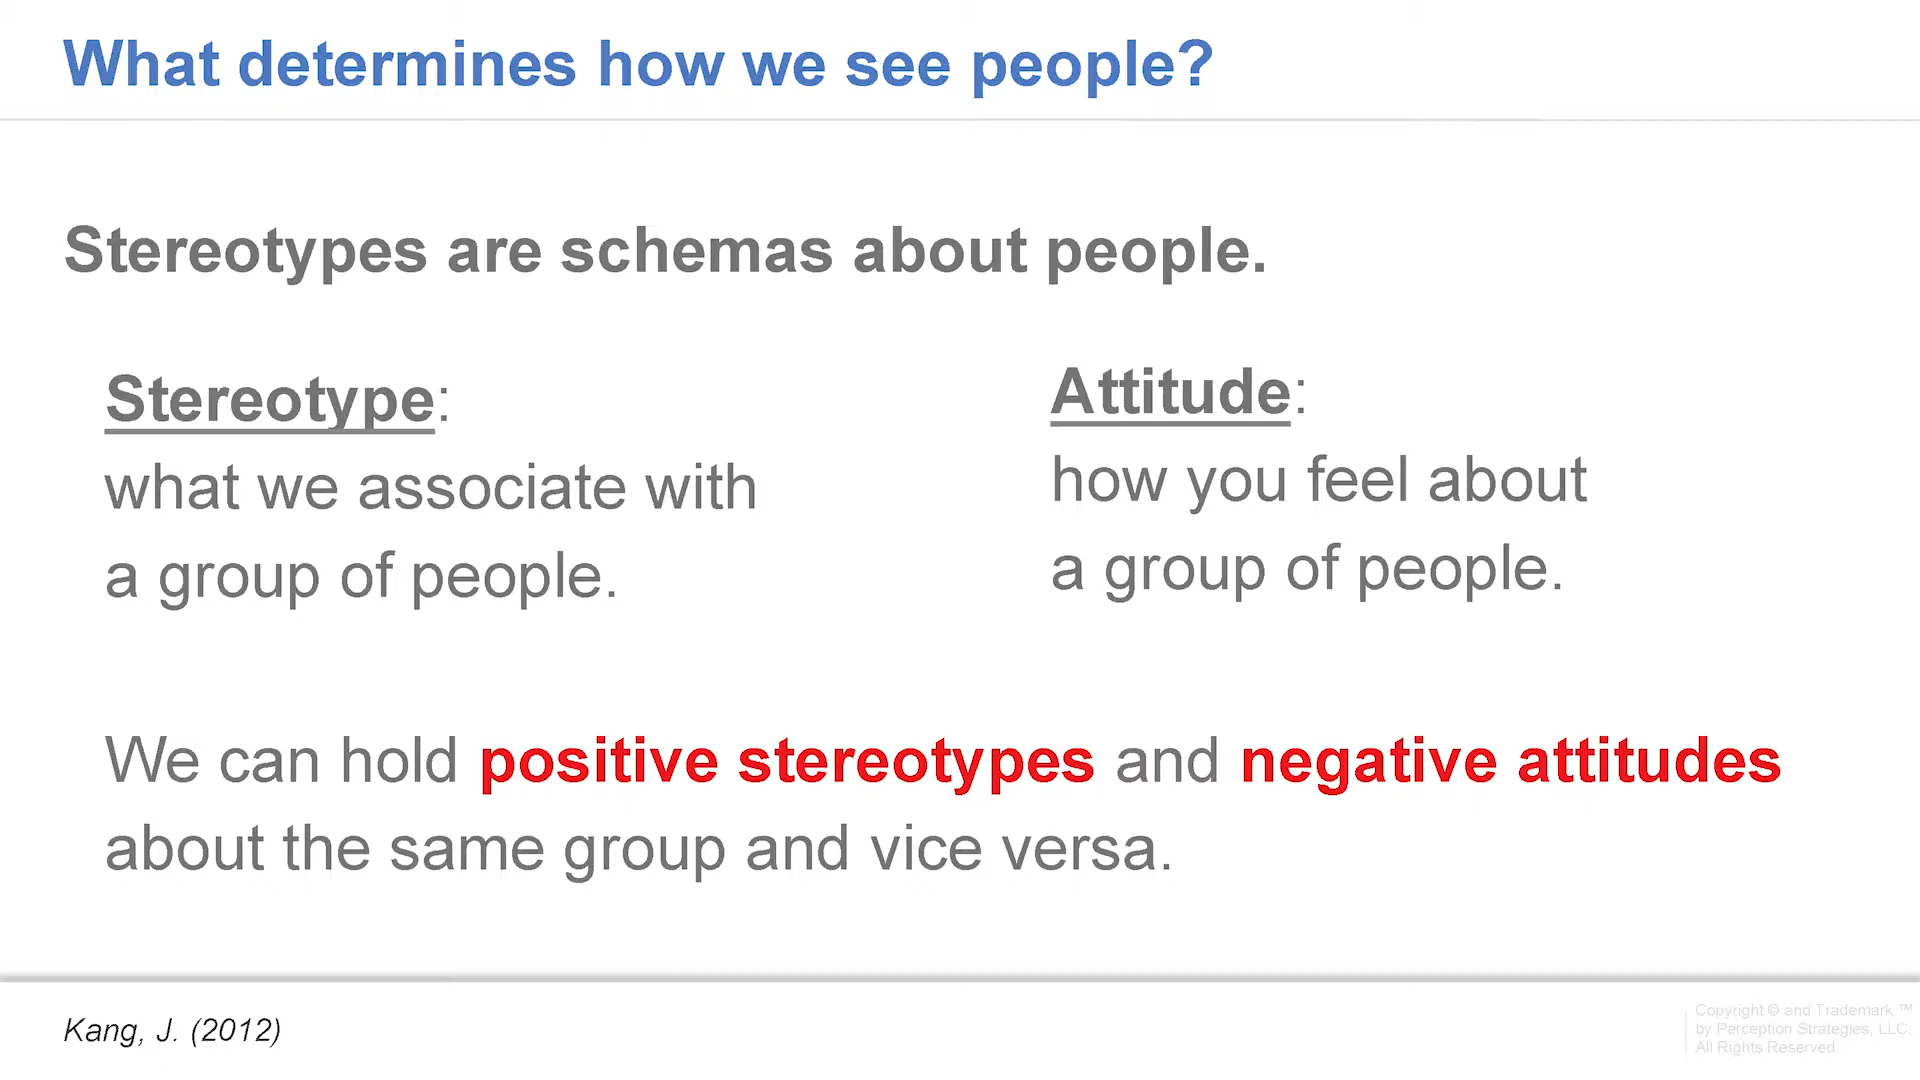 What determines how we see people?
Stereotypes are schemas about people.
Stereotype:
what we associate with
a group of people.
Attitude:
how you feel about
a group of people.
We can hold positive stereotypes and negative attitudes
about the same group and vice versa.
Kang, J. (2012)
Copyright © and Trademark ™
by Perception Strategies, LLC.
All Rights Reserved.